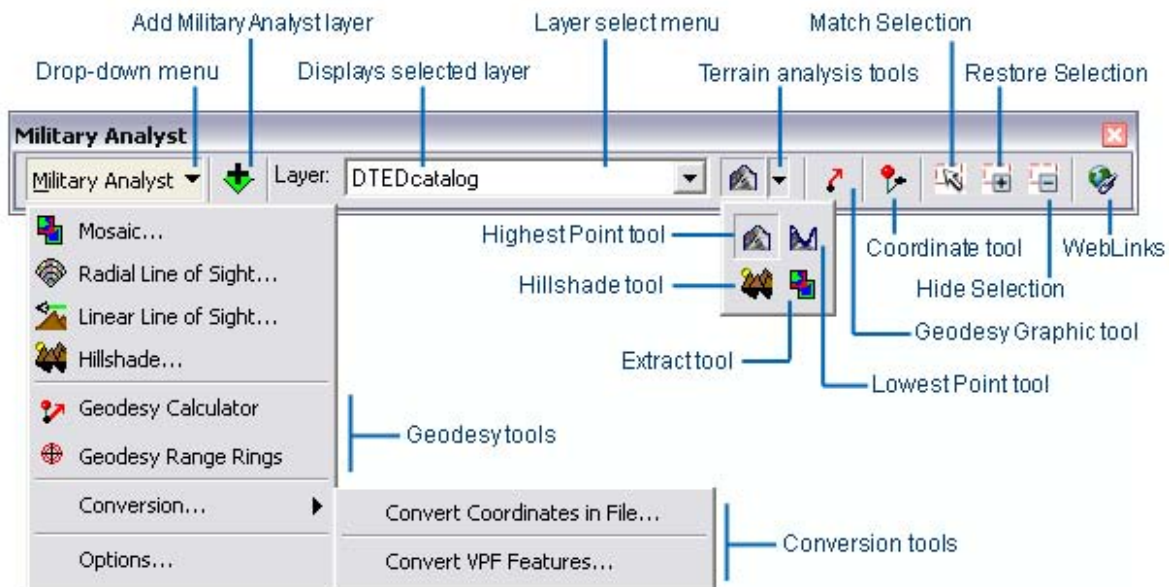 Add Military Analyst layer
Layer select menu
Match Selection
Drop-down menu
Displays selected layer
Terrain analysis tools
Restore Selection
Military Analyst
Military Analyst
Layer:
DTEDcatalog
Mosaic...
Radial Line of Sight...
Linear Line of Sight...
Hillshade...
Geodesy Calculator
Geodesy Range Rings
Conversion...
Options...
Convert Coordinates in File...
Convert VPF Features...
Highest Point tool
Hillshade tool
Extract tool
Coordinate tool
WebLinks
Hide Selection
Geodesy Graphic tool
Lowest Point tool
Geodesy tools
Conversion tools